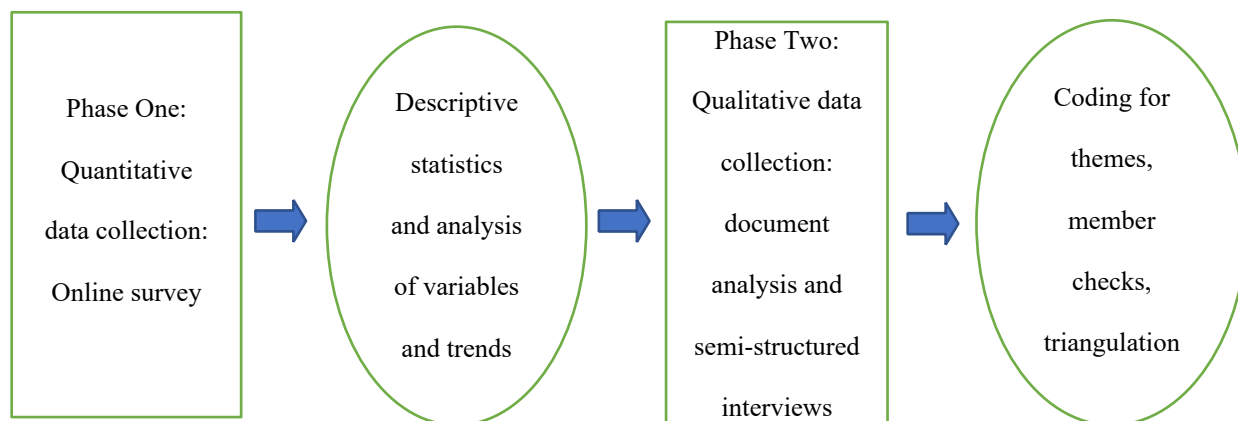 Phase One:
Quantitative
data collection:
Online survey
Descriptive
statistics
and analysis
of variables
and trends
Phase Two:
Qualitative data
collection:
document
analysis and
semi-structured
interviews
Coding for
themes,
member
checks,
triangulation